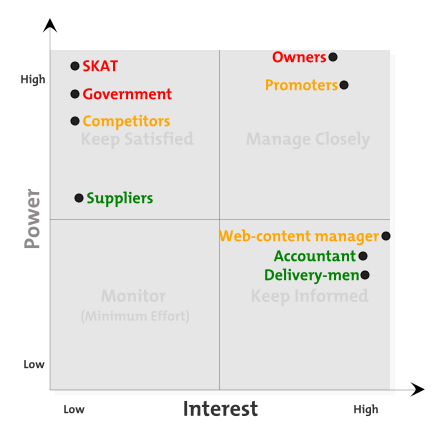 Owners
SKAT
High
Promoters
Government
Competitors
Keep Satisfied
Manage Closely
Suppliers
Power
Web-content manager
Accountant
Delivery-men
Monitor
Keep Informed
(Minimum Effort)
Low
Low
Interest
High